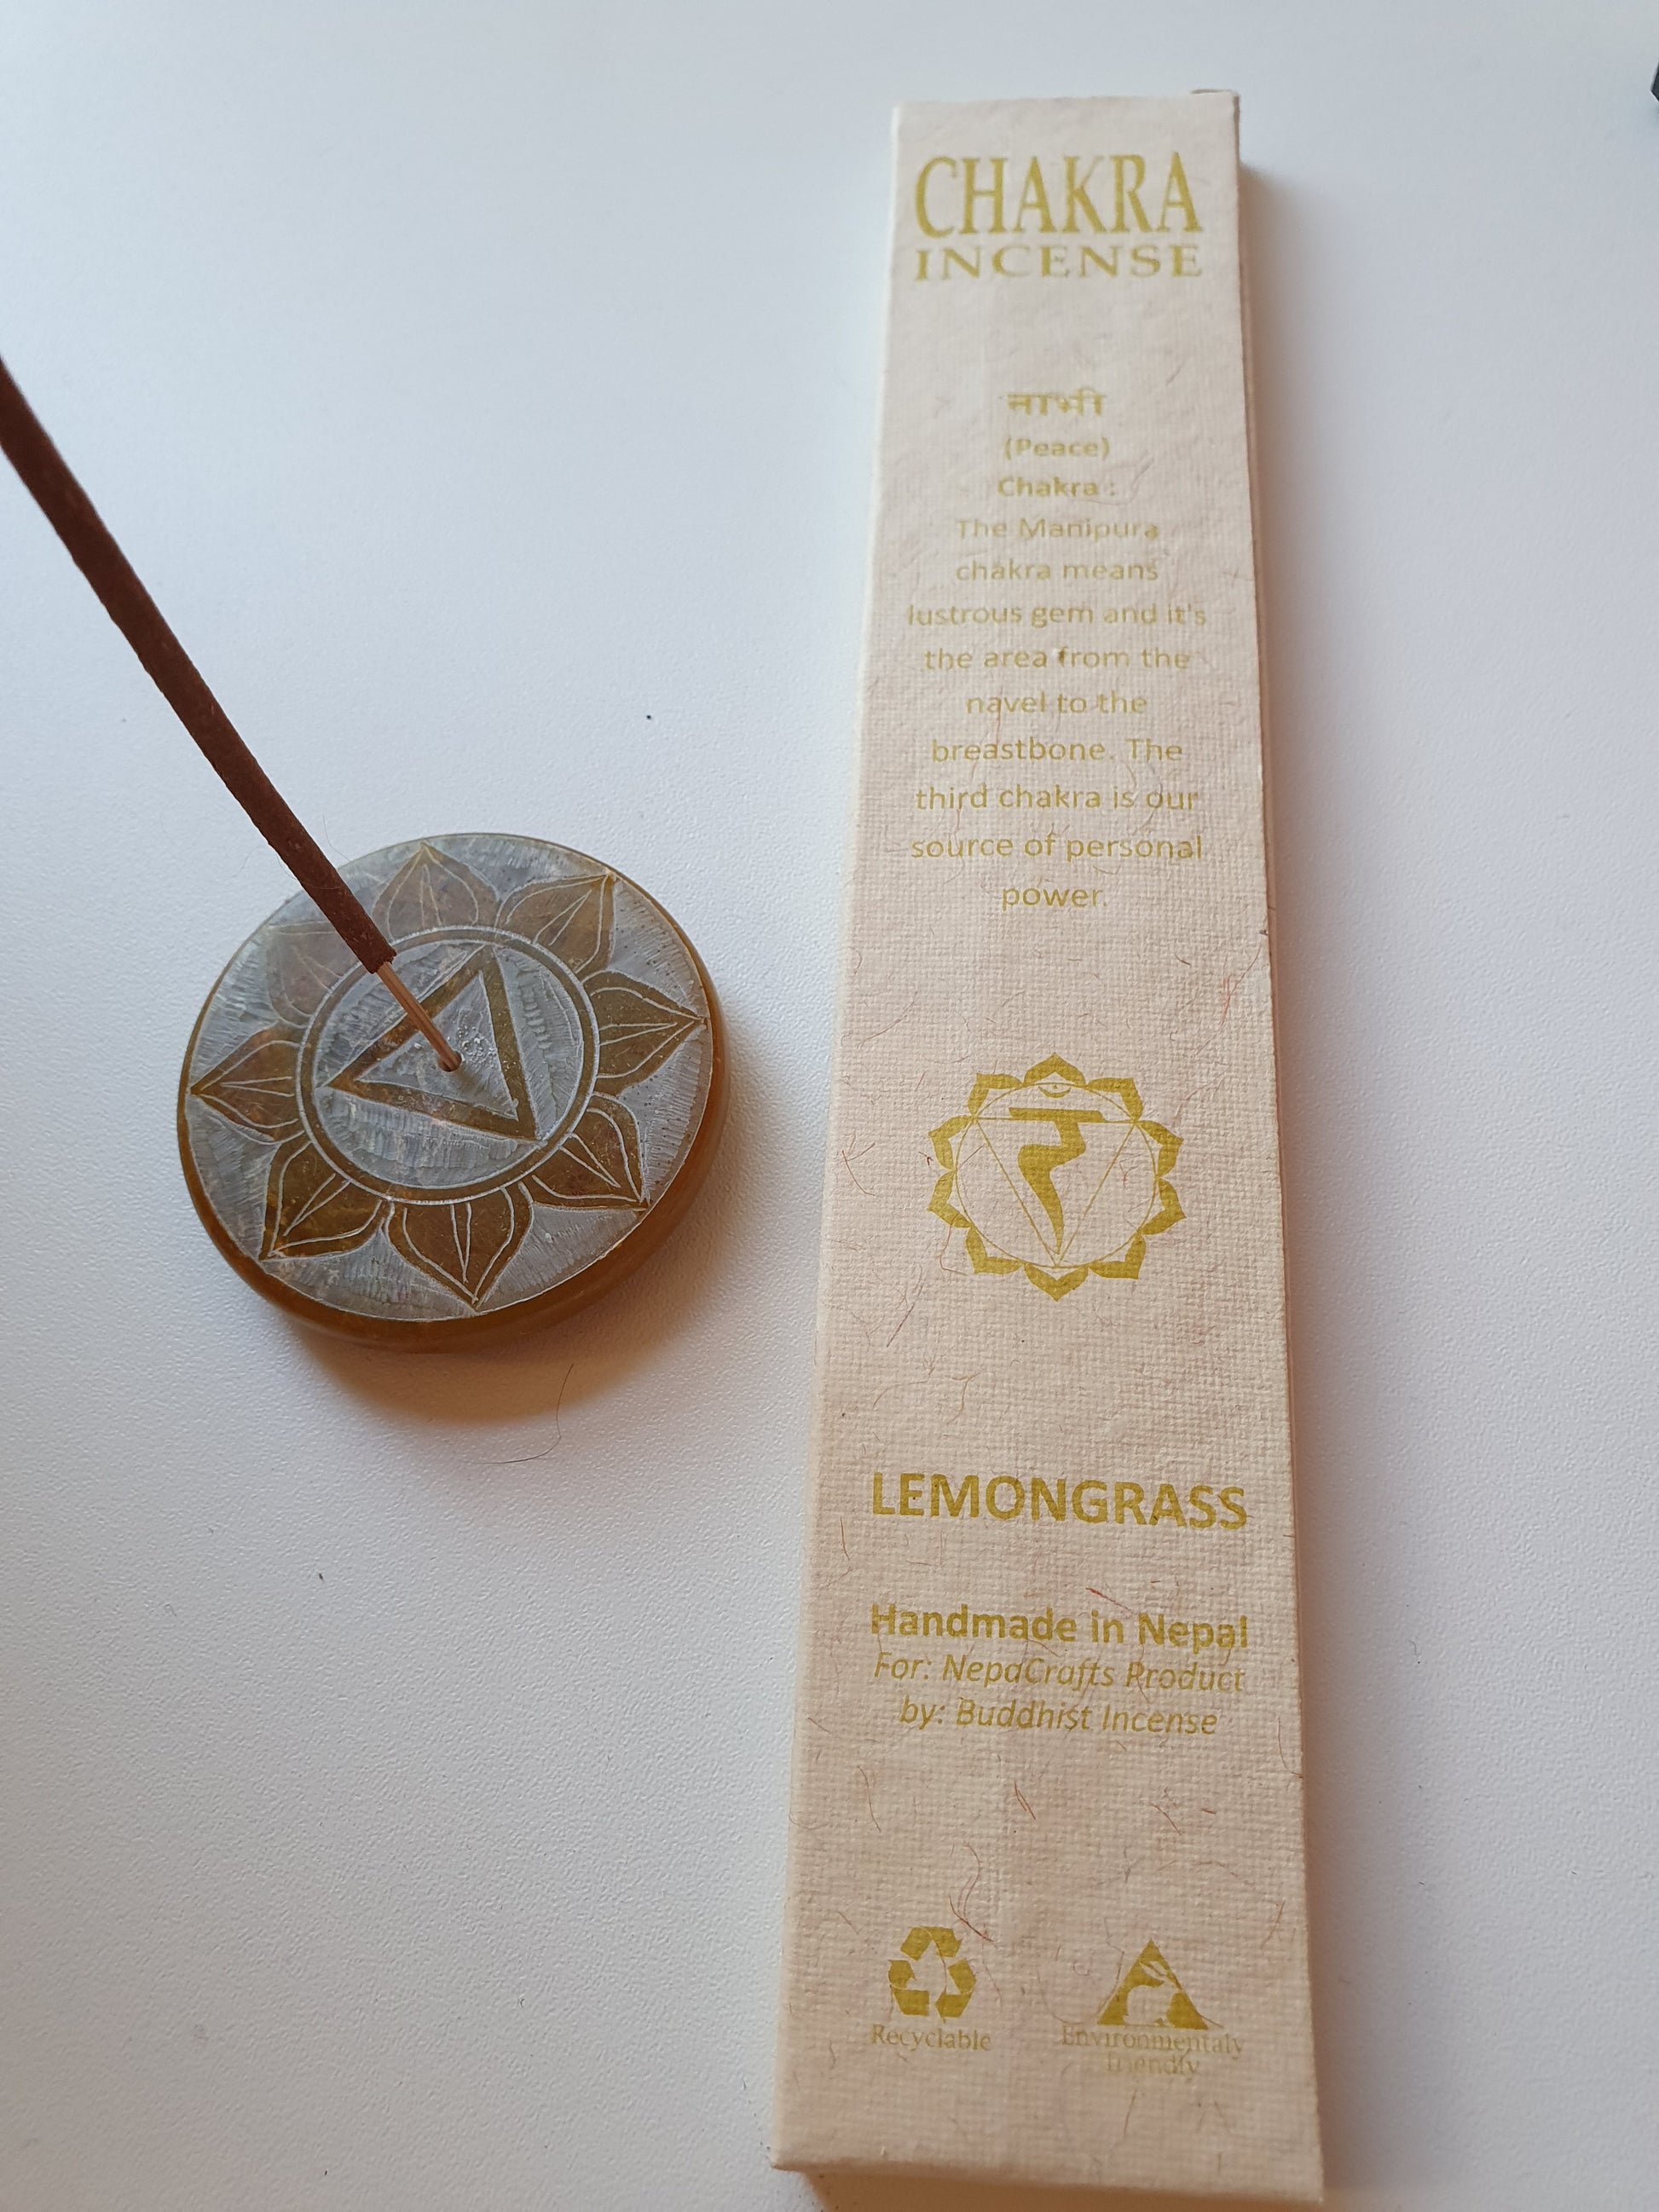 CHAKRA
INCENSE
नाभी
(Peace)
Chakra :
The Manipura
chakra means
lustrous gem and it's
the area from the
navel to the
breastbone. The
third chakra is our
source of personal
power.
र
LEMONGRASS
Handmade in Nepal
For: NepaCrafts Product
by: Buddhist Incense
Recyclable
Environmentaly
friendly